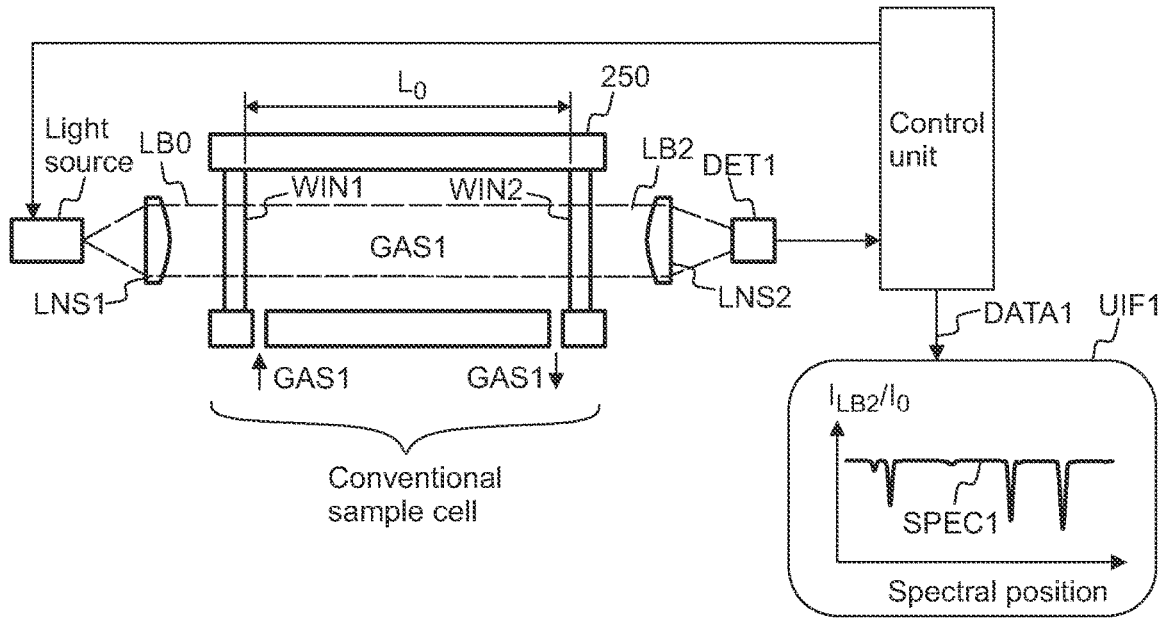 L0
250
Light
source
LB0
WIN1
WIN2
LB2
DET1
Control
unit
GAS1
LNS1
LNS2
GAS1
GAS1
DATA1
UIF1
Conventional
sample cell
ILB2/I0
SPEC1
Spectral position